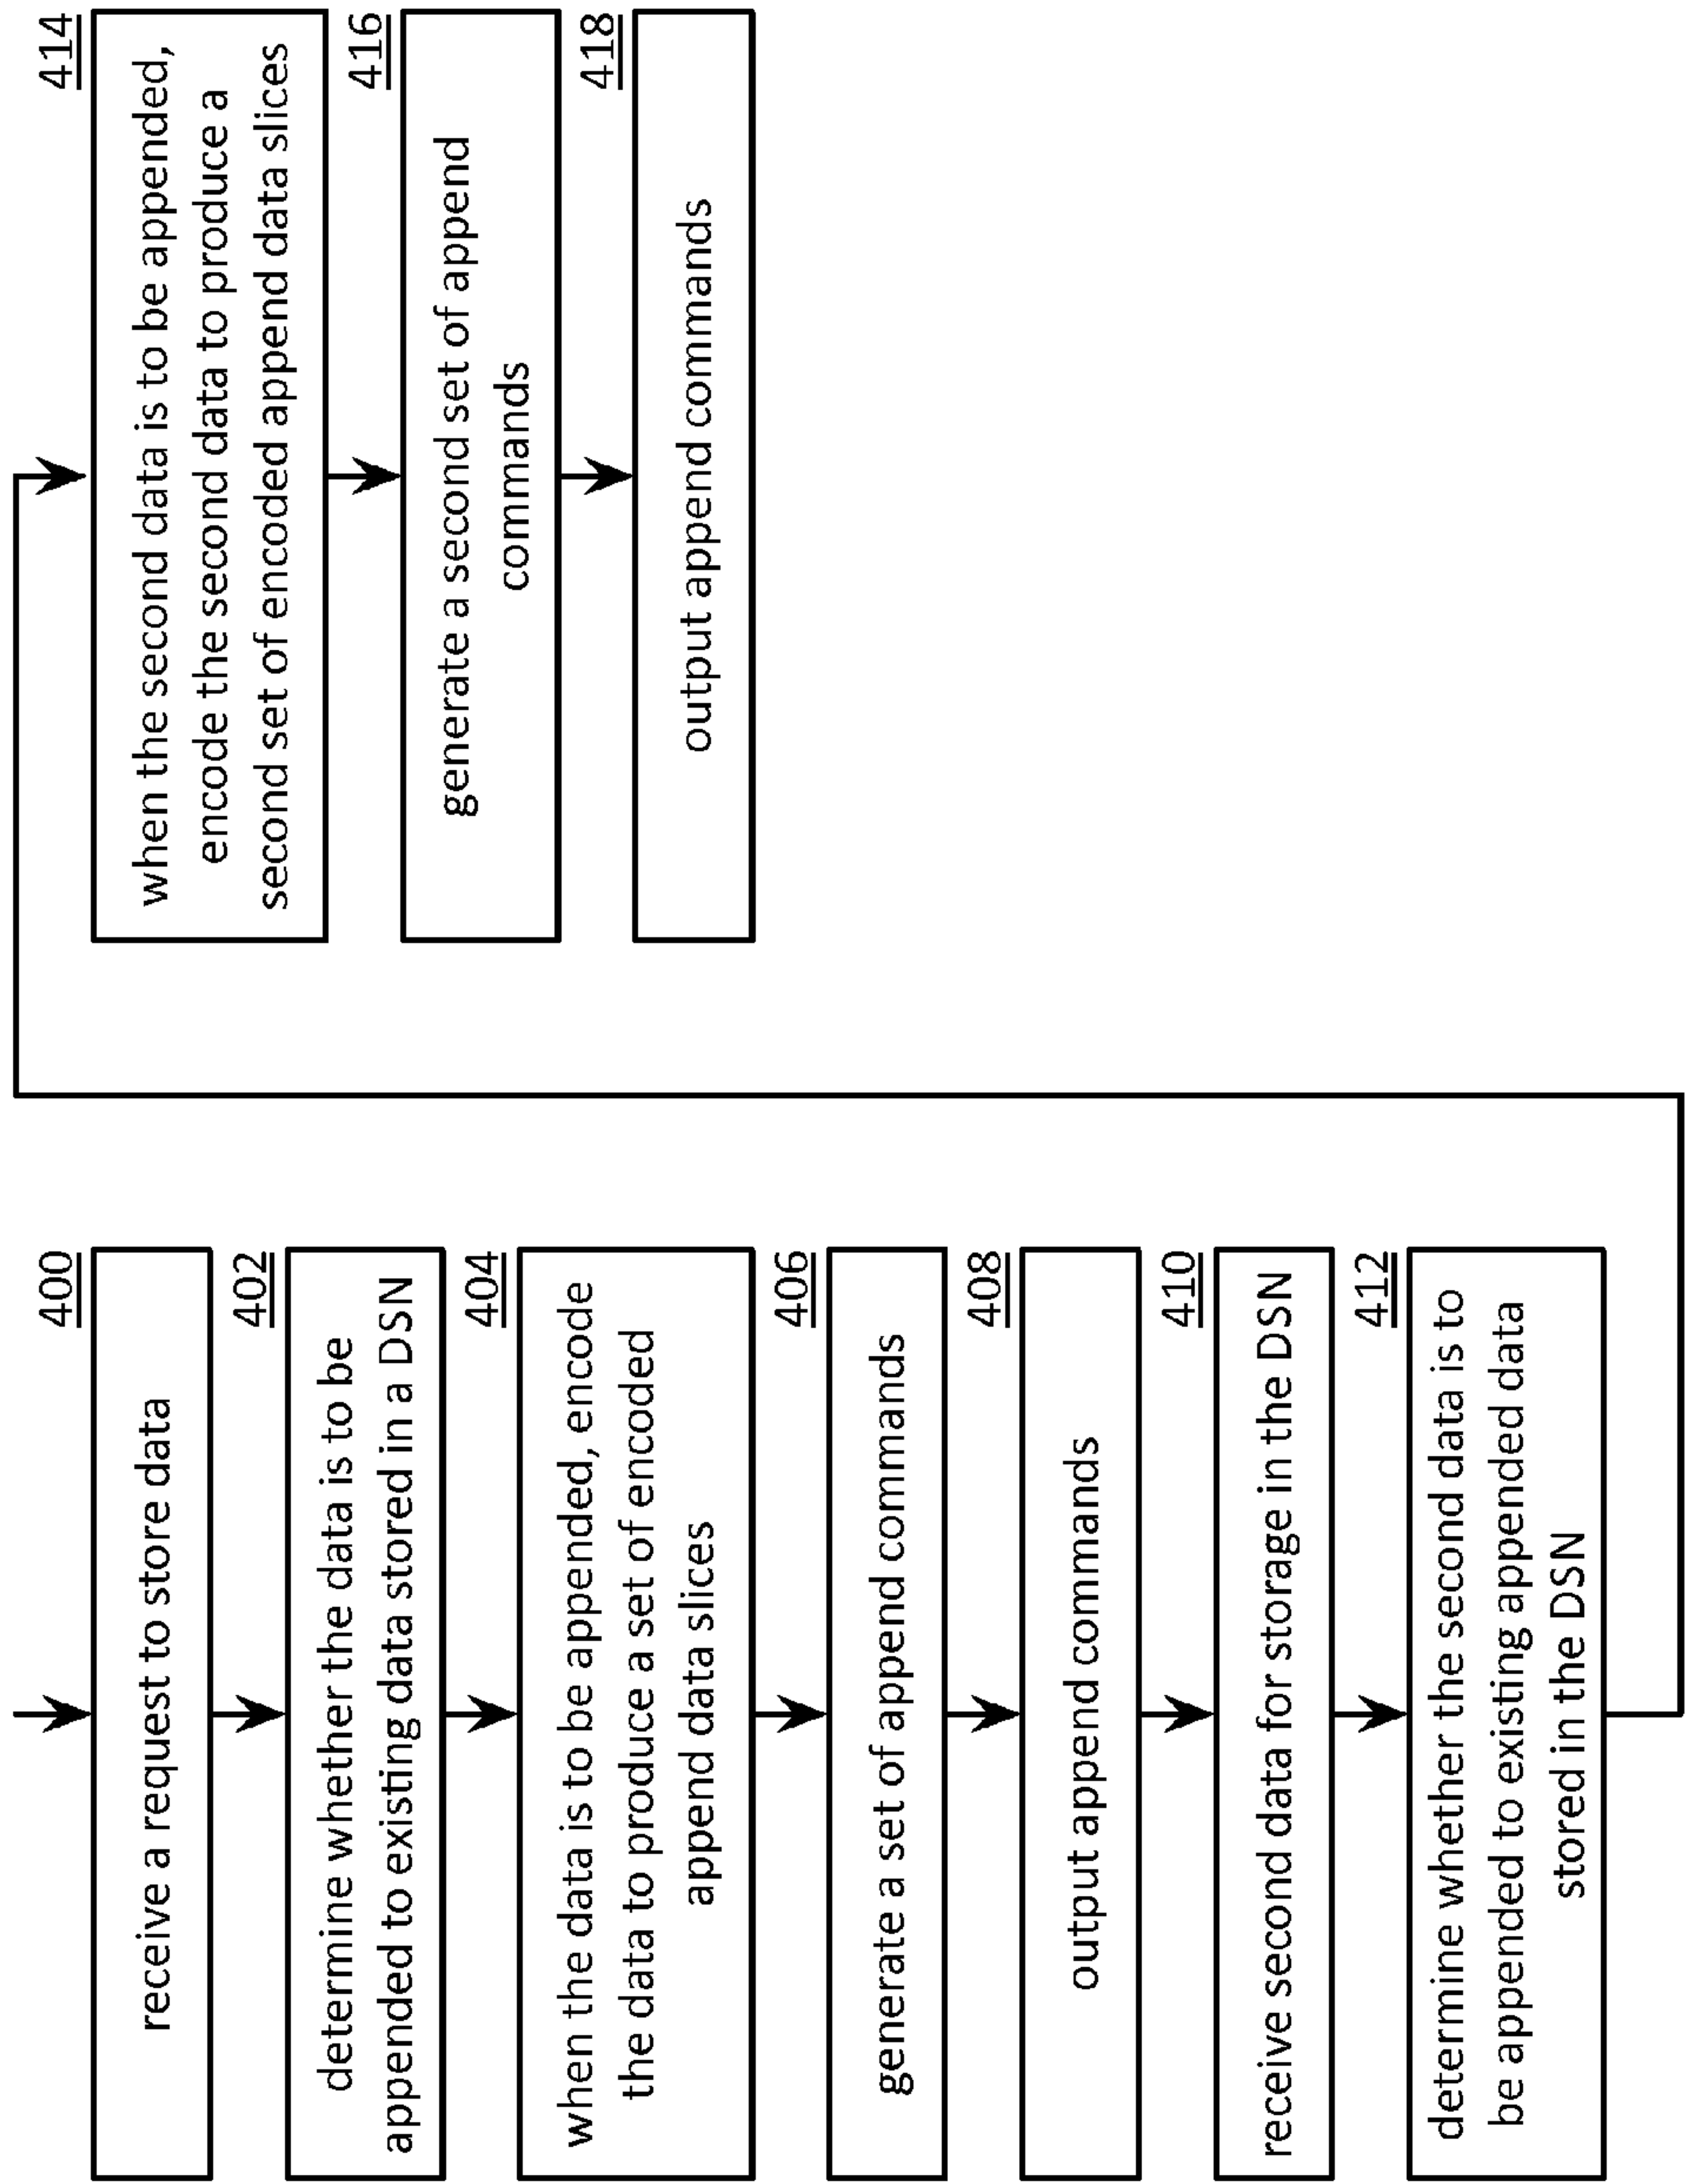 400
receive a request to store data
402
determine whether the data is to be
appended to existing data stored in a DSN
404
when the data is to be appended, encode
the data to produce a set of encoded
append data slices
406
generate a set of append commands
408
output append commands
410
receive second data for storage in the DSN
412
determine whether the second data is to
be appended to existing appended data
stored in the DSN
414
when the second data is to be appended,
encode the second data to produce a
second set of encoded append data slices
416
generate a second set of append
commands
418
output append commands